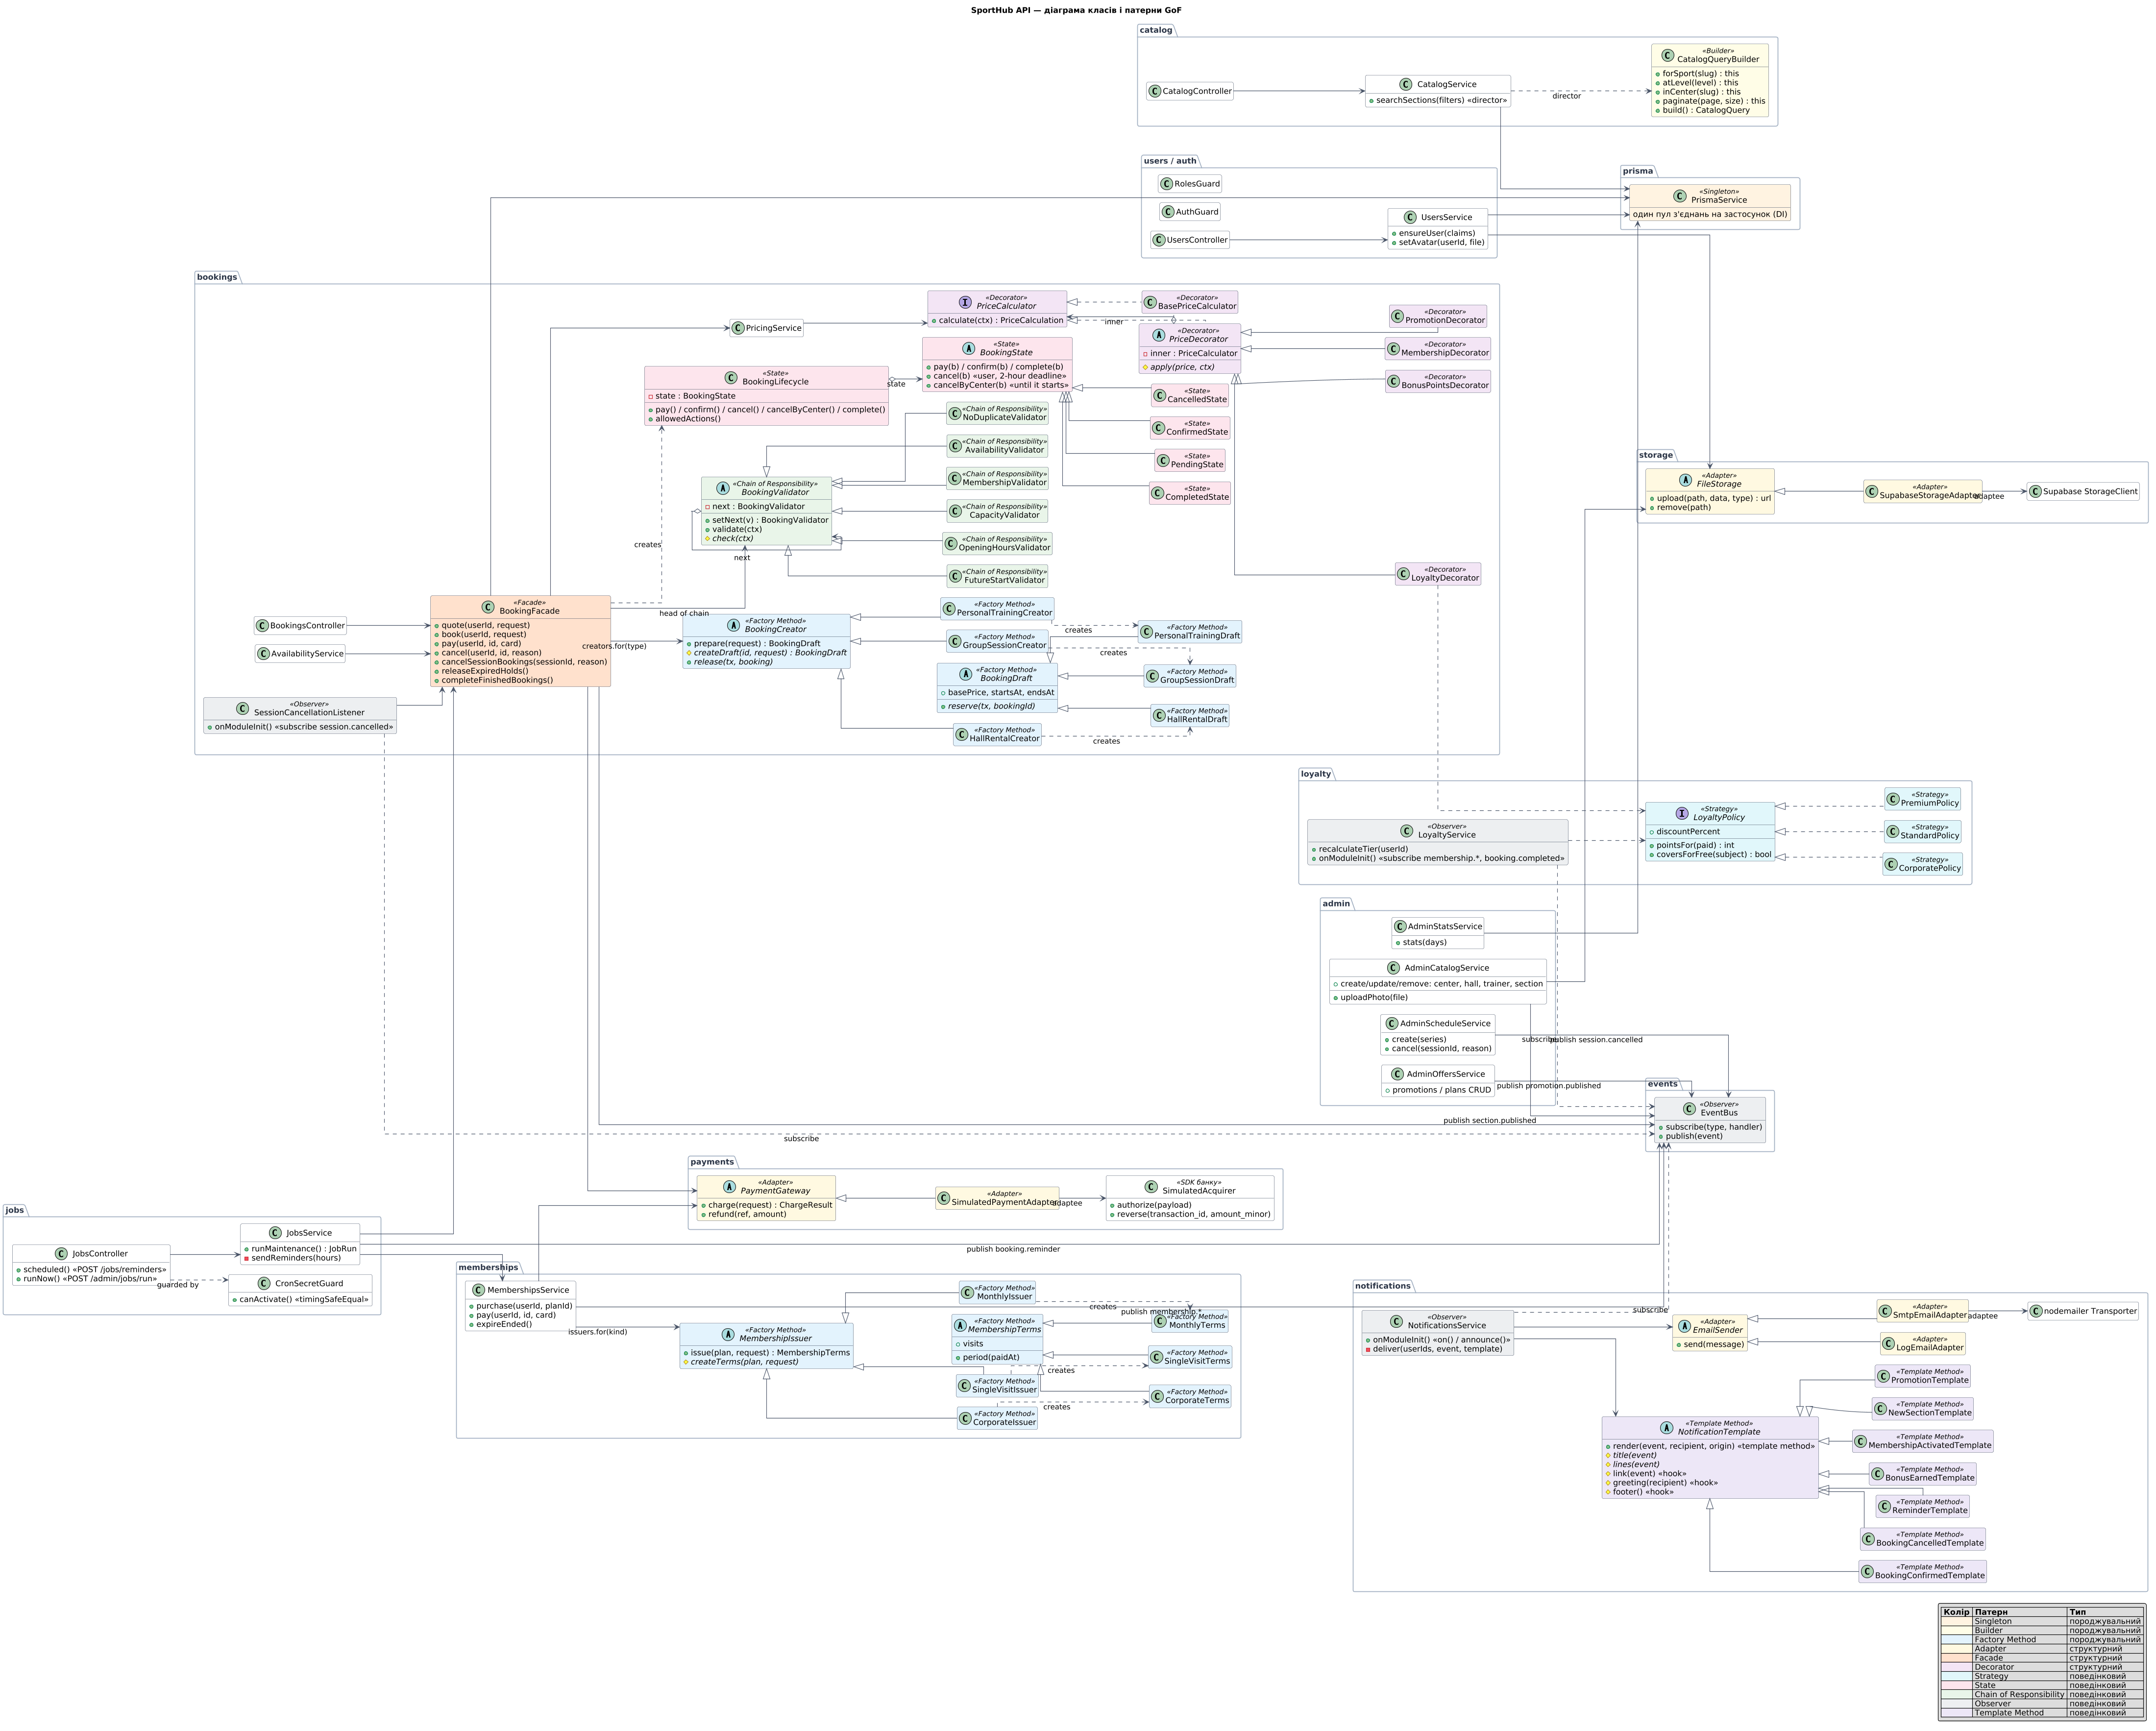 SportHub API — діаграма класів і патерни GoF
catalog
CatalogController
CatalogService
searchSections(filters) «director»
director
«Builder»
CatalogQueryBuilder
forSport(slug) : this
atLevel(level) : this
inCenter(slug) : this
paginate(page, size) : this
build() : CatalogQuery
users / auth
RolesGuard
AuthGuard
UsersController
UsersService
ensureUser(claims)
setAvatar(userId, file)
prisma
«Singleton»
PrismaService
один пул з'єднань на застосунок (DI)
bookings
PricingService
«Decorator»
PriceCalculator
calculate(ctx) : PriceCalculation
inner
«Decorator»
BasePriceCalculator
«Decorator»
PriceDecorator
inner : PriceCalculator
apply(price, ctx)
«Decorator»
PromotionDecorator
«Decorator»
MembershipDecorator
«Decorator»
BonusPointsDecorator
«Decorator»
LoyaltyDecorator
«State»
BookingLifecycle
state : BookingState
pay() / confirm() / cancel() / cancelByCenter() / complete()
allowedActions()
state
«State»
BookingState
pay(b) / confirm(b) / complete(b)
cancel(b) «user, 2-hour deadline»
cancelByCenter(b) «until it starts»
«State»
CancelledState
«State»
ConfirmedState
«State»
PendingState
«State»
CompletedState
«Chain of Responsibility»
NoDuplicateValidator
«Chain of Responsibility»
AvailabilityValidator
«Chain of Responsibility»
MembershipValidator
«Chain of Responsibility»
CapacityValidator
«Chain of Responsibility»
OpeningHoursValidator
«Chain of Responsibility»
FutureStartValidator
«Chain of Responsibility»
BookingValidator
next : BookingValidator
setNext(v) : BookingValidator
validate(ctx)
check(ctx)
next
creates
head of chain
creators.for(type)
BookingsController
AvailabilityService
«Facade»
BookingFacade
quote(userId, request)
book(userId, request)
pay(userId, id, card)
cancel(userId, id, reason)
cancelSessionBookings(sessionId, reason)
releaseExpiredHolds()
completeFinishedBookings()
«Observer»
SessionCancellationListener
onModuleInit() «subscribe session.cancelled»
«Factory Method»
BookingCreator
prepare(request) : BookingDraft
createDraft(id, request) : BookingDraft
release(tx, booking)
«Factory Method»
PersonalTrainingCreator
creates
«Factory Method»
PersonalTrainingDraft
«Factory Method»
GroupSessionCreator
creates
«Factory Method»
GroupSessionDraft
«Factory Method»
BookingDraft
basePrice, startsAt, endsAt
reserve(tx, bookingId)
«Factory Method»
HallRentalDraft
«Factory Method»
HallRentalCreator
creates
storage
«Adapter»
FileStorage
upload(path, data, type) : url
remove(path)
«Adapter»
SupabaseStorageAdapter
adaptee
Supabase StorageClient
loyalty
«Observer»
LoyaltyService
recalculateTier(userId)
onModuleInit() «subscribe membership.*, booking.completed»
«Strategy»
LoyaltyPolicy
discountPercent
pointsFor(paid) : int
coversForFree(subject) : bool
«Strategy»
PremiumPolicy
«Strategy»
StandardPolicy
«Strategy»
CorporatePolicy
admin
AdminStatsService
stats(days)
AdminCatalogService
create/update/remove: center, hall, trainer, section
uploadPhoto(file)
AdminScheduleService
create(series)
cancel(sessionId, reason)
AdminOffersService
promotions / plans CRUD
subscribe
publish session.cancelled
publish promotion.published
publish section.published
subscribe
events
«Observer»
EventBus
subscribe(type, handler)
publish(event)
payments
«Adapter»
PaymentGateway
charge(request) : ChargeResult
refund(ref, amount)
«Adapter»
SimulatedPaymentAdapter
adaptee
«SDK банку»
SimulatedAcquirer
authorize(payload)
reverse(transaction_id, amount_minor)
jobs
JobsController
scheduled() «POST /jobs/reminders»
runNow() «POST /admin/jobs/run»
guarded by
JobsService
runMaintenance() : JobRun
sendReminders(hours)
CronSecretGuard
canActivate() «timingSafeEqual»
publish booking.reminder
memberships
MembershipsService
purchase(userId, planId)
pay(userId, id, card)
expireEnded()
issuers.for(kind)
«Factory Method»
MembershipIssuer
issue(plan, request) : MembershipTerms
createTerms(plan, request)
«Factory Method»
MonthlyIssuer
creates
publish membership.*
«Factory Method»
MonthlyTerms
«Factory Method»
MembershipTerms
visits
period(paidAt)
«Factory Method»
SingleVisitTerms
creates
«Factory Method»
SingleVisitIssuer
«Factory Method»
CorporateTerms
creates
«Factory Method»
CorporateIssuer
notifications
«Observer»
NotificationsService
onModuleInit() «on() / announce()»
deliver(userIds, event, template)
subscribe
«Adapter»
EmailSender
send(message)
«Adapter»
SmtpEmailAdapter
adaptee
nodemailer Transporter
«Adapter»
LogEmailAdapter
«Template Method»
PromotionTemplate
«Template Method»
NewSectionTemplate
«Template Method»
NotificationTemplate
render(event, recipient, origin) «template method»
title(event)
lines(event)
link(event) «hook»
greeting(recipient) «hook»
footer() «hook»
«Template Method»
MembershipActivatedTemplate
«Template Method»
BonusEarnedTemplate
«Template Method»
ReminderTemplate
«Template Method»
BookingCancelledTemplate
«Template Method»
BookingConfirmedTemplate
Колір Патерн Тип
Singleton породжувальний
Builder породжувальний
Factory Method породжувальний
Adapter структурний
Facade структурний
Decorator структурний
Strategy поведінковий
State поведінковий
Chain of Responsibility поведінковий
Observer поведінковий
Template Method поведінковий